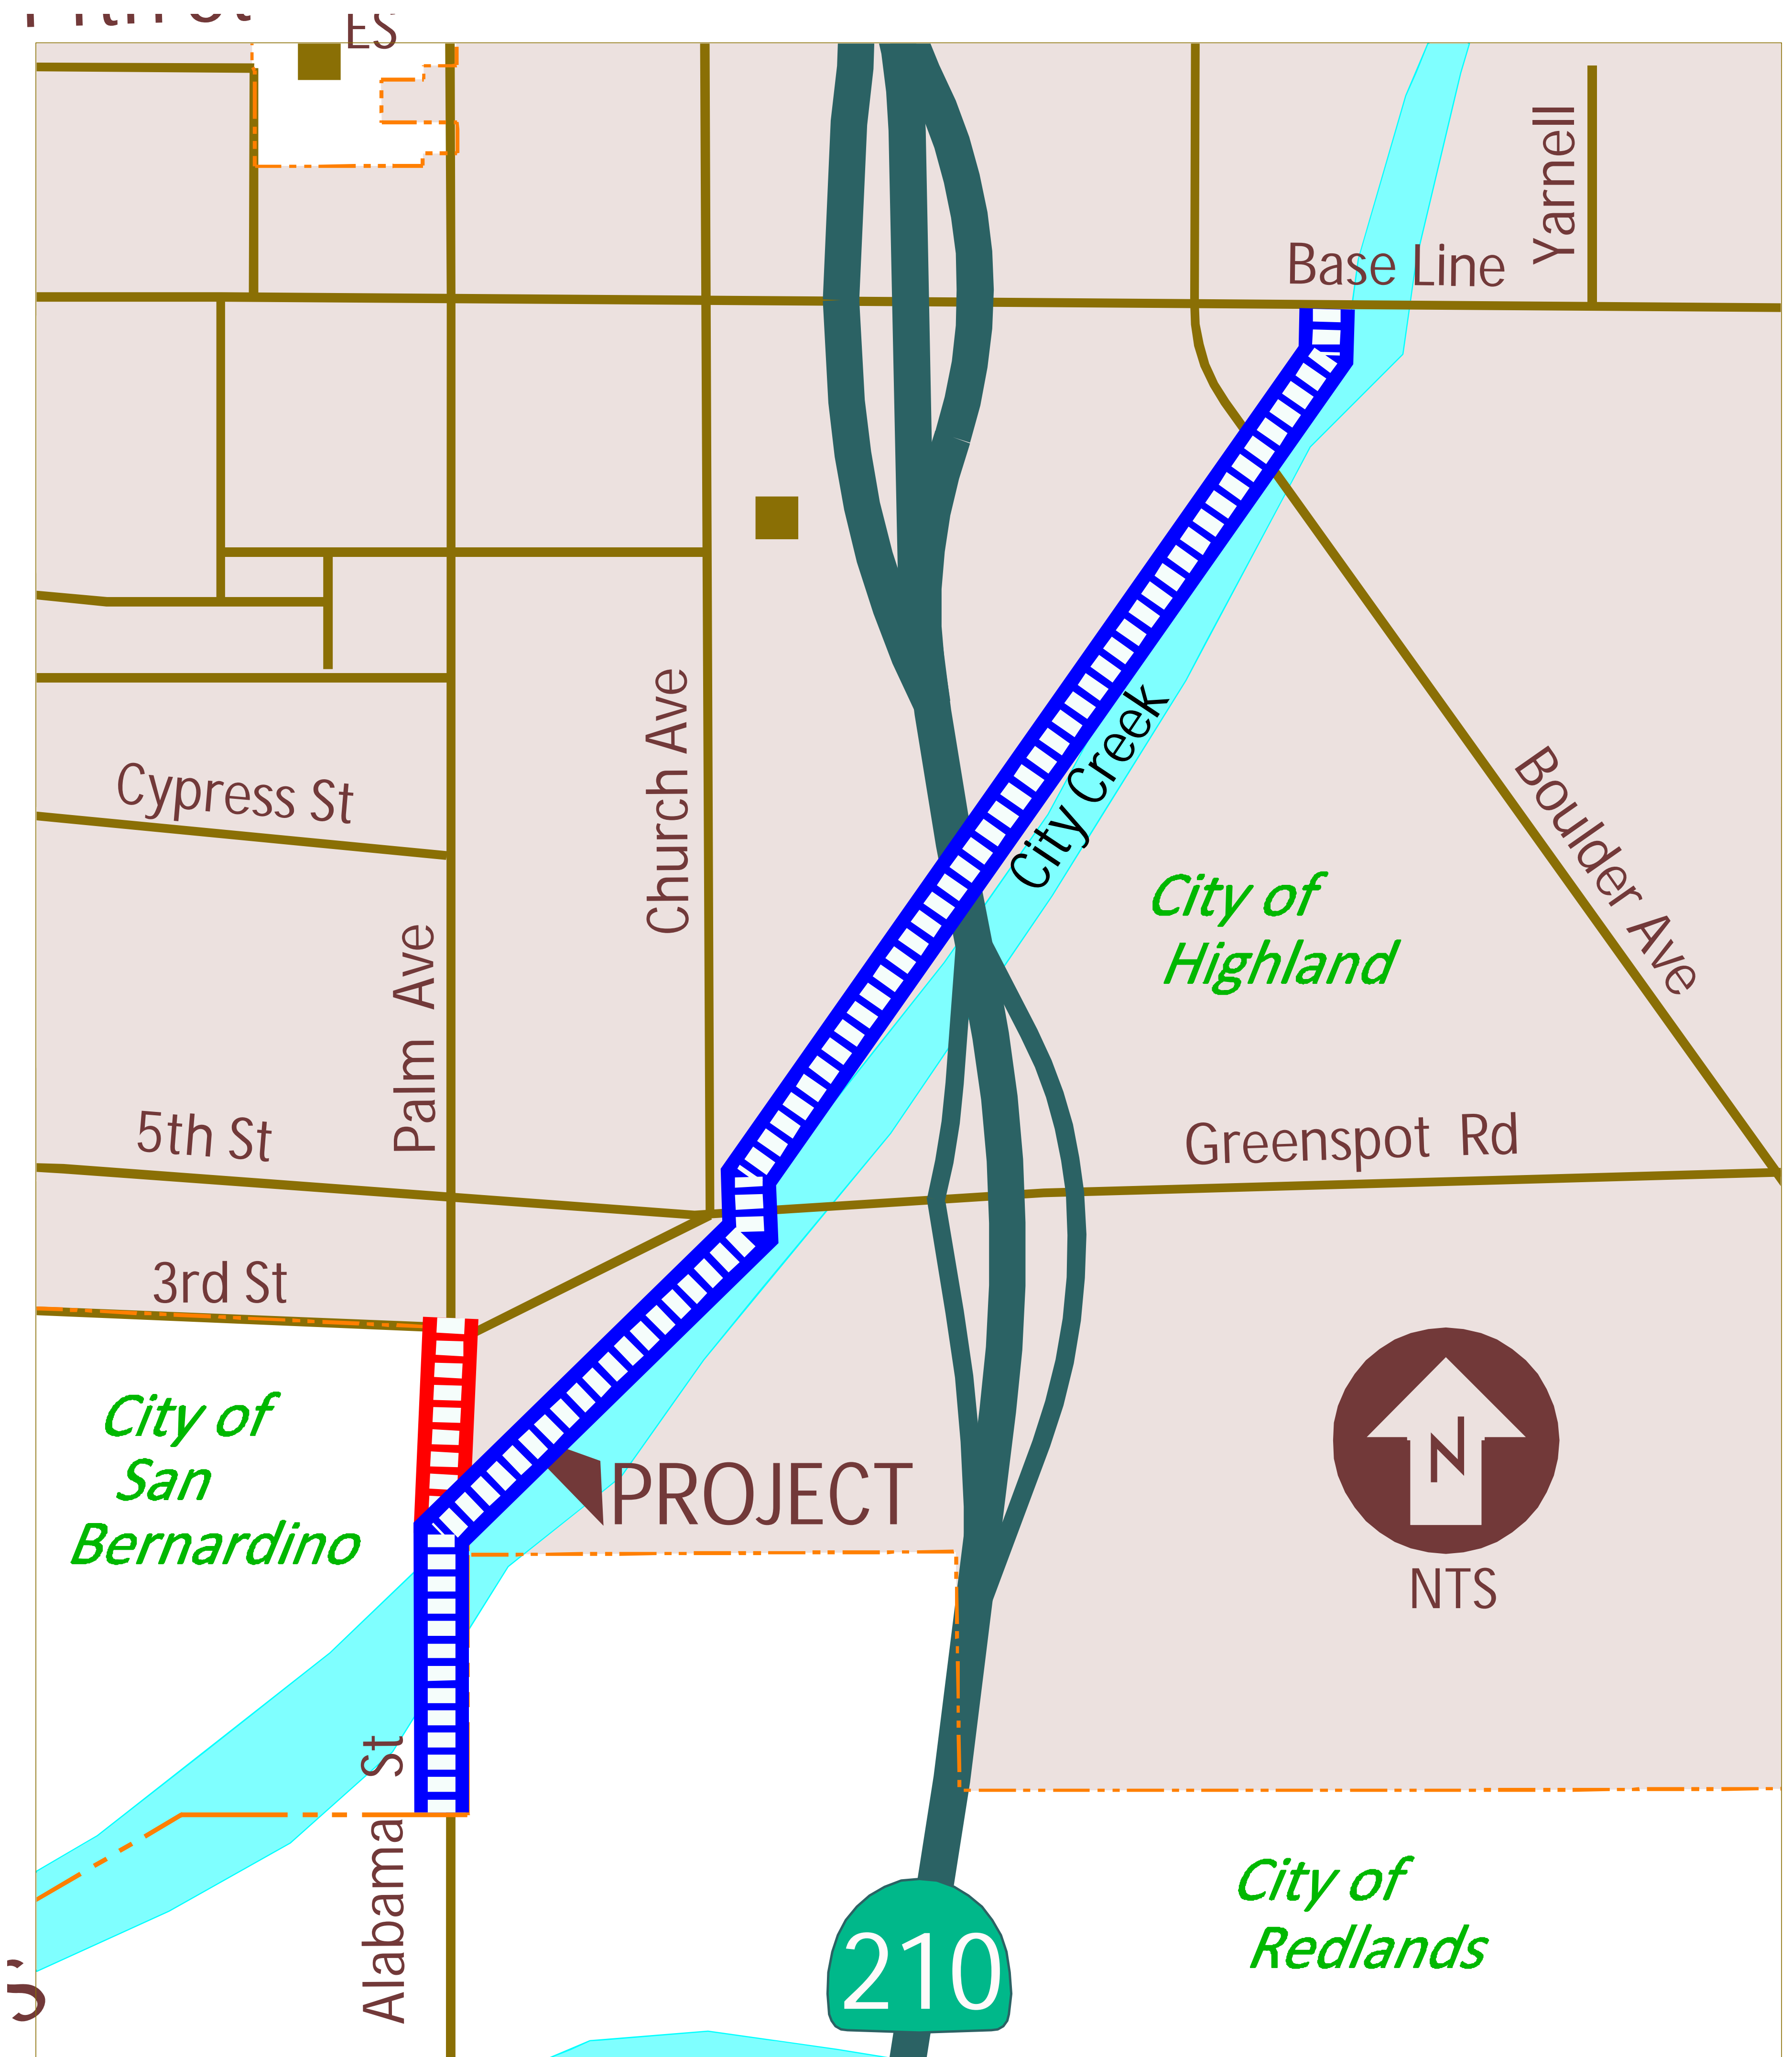 ES
Yarnell
Base Line
Church Ave
City Creek
Cypress St
Boulder Ave
City of
Highland
Palm Ave
5th St
Greenspot Rd
3rd St
City of
San
Bernardino
PROJECT
N
NTS
Alabama St
City of
Redlands
210
S